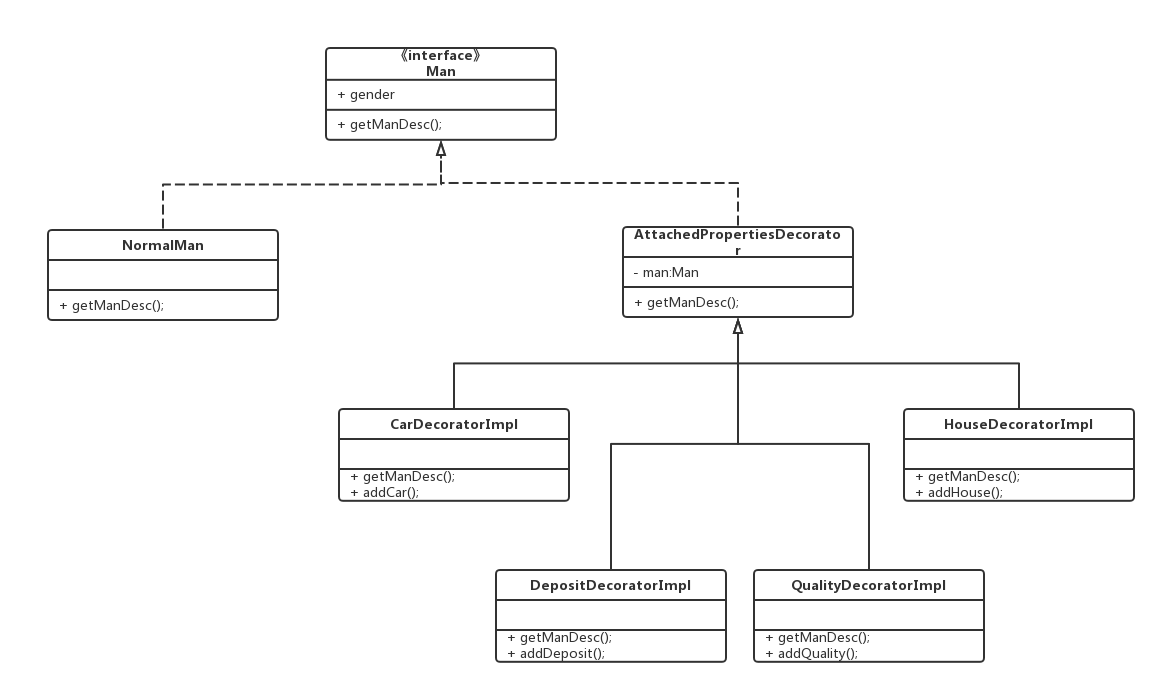 《interface》
Man
+ gender
+ getManDesc();
NormalMan
+ getManDesc();
AttachedPropertiesDecorato
r
- man:Man
+ getManDesc();
CarDecoratorImpl
+ getManDesc();
+ addCar();
HouseDecoratorImpl
+ getManDesc();
+ addHouse();
DepositDecoratorImpl
+ getManDesc();
+ addDeposit();
QualityDecoratorImpl
+ getManDesc();
+ addQuality();